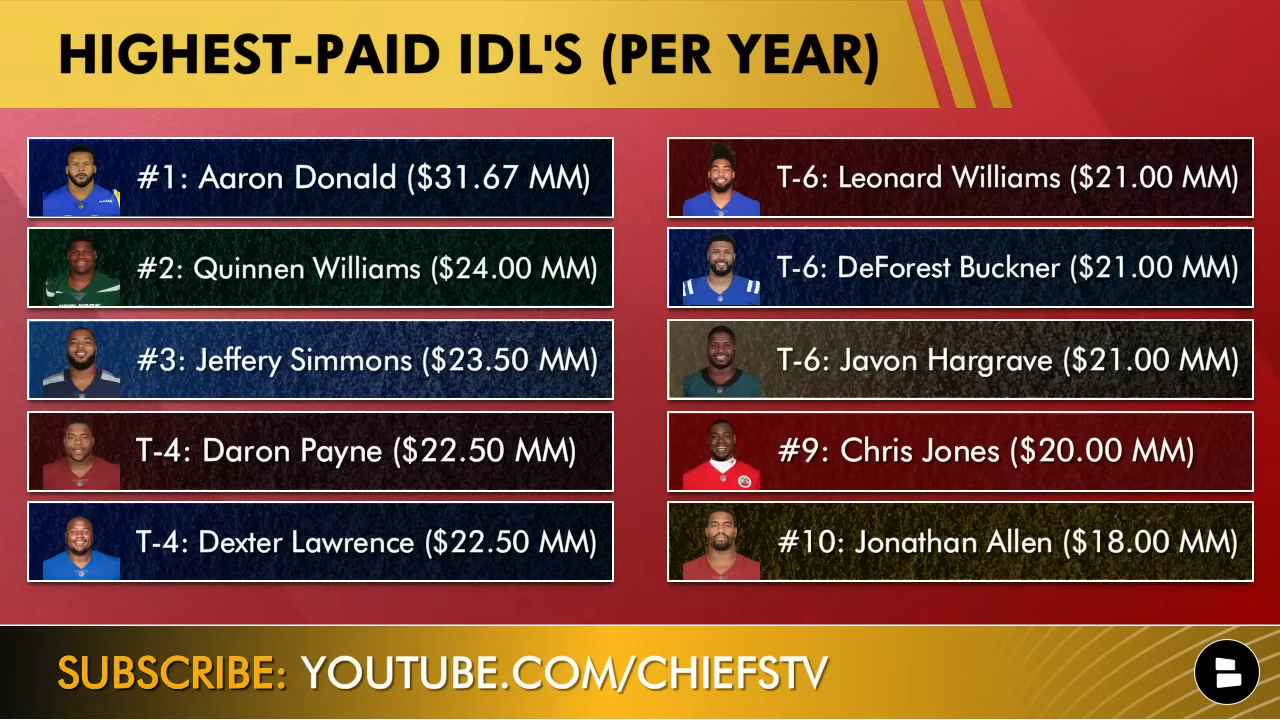 HIGHEST-PAID IDL'S (PER YEAR)
#1: Aaron Donald ($31.67 MM)
#2: Quinnen Williams ($24.00 MM)
#3: Jeffery Simmons ($23.50 MM)
T-4: Daron Payne ($22.50 MM)
T-4: Dexter Lawrence ($22.50 MM)
T-6: Leonard Williams ($21.00 MM)
T-6: DeForest Buckner ($21.00 MM)
T-6: Javon Hargrave ($21.00 MM)
#9: Chris Jones ($20.00 MM)
#10: Jonathan Allen ($18.00 MM)
SUBSCRIBE: YOUTUBE.COM/CHIEFSTV